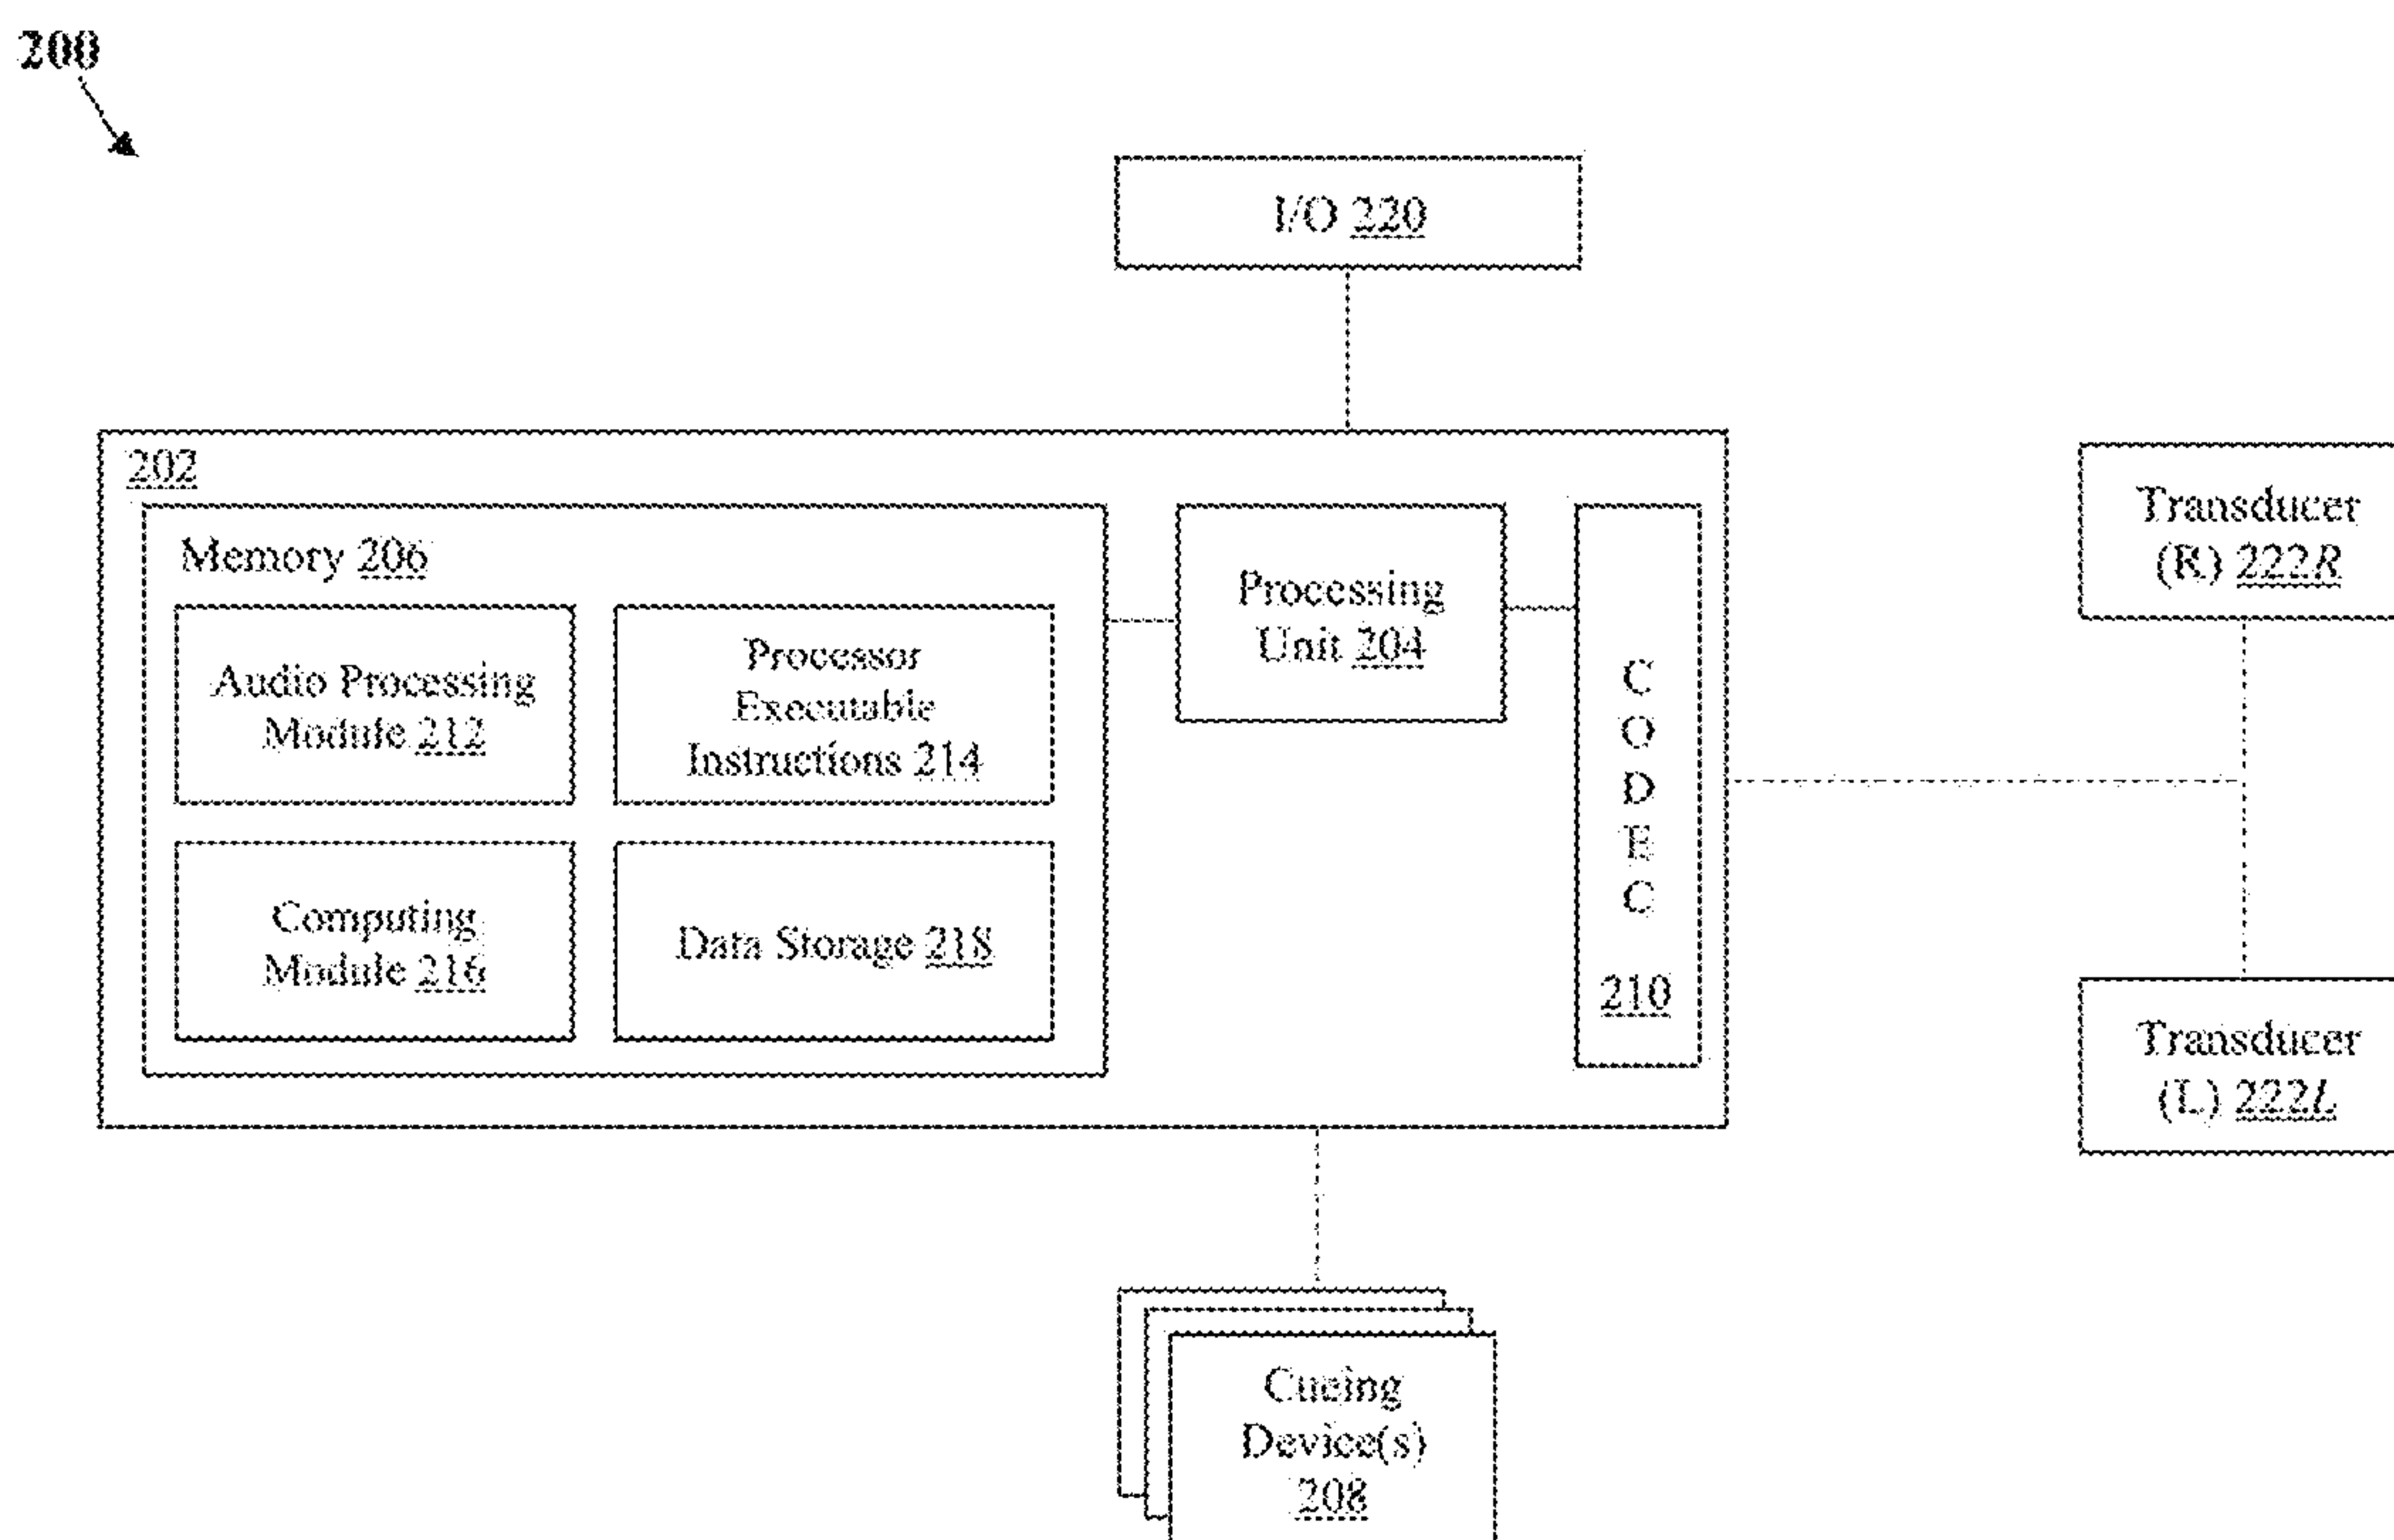 200
I/O 220
202
Memory 206
Audio Processing
Module 212
Processor
Executable
Instructions 214
Computing
Module 216
Data Storage 218
Processing
Unit 204
C
O
D
E
C
210
Transducer
(R) 222R
Transducer
(L) 222L
Cueing
Device(s)
208